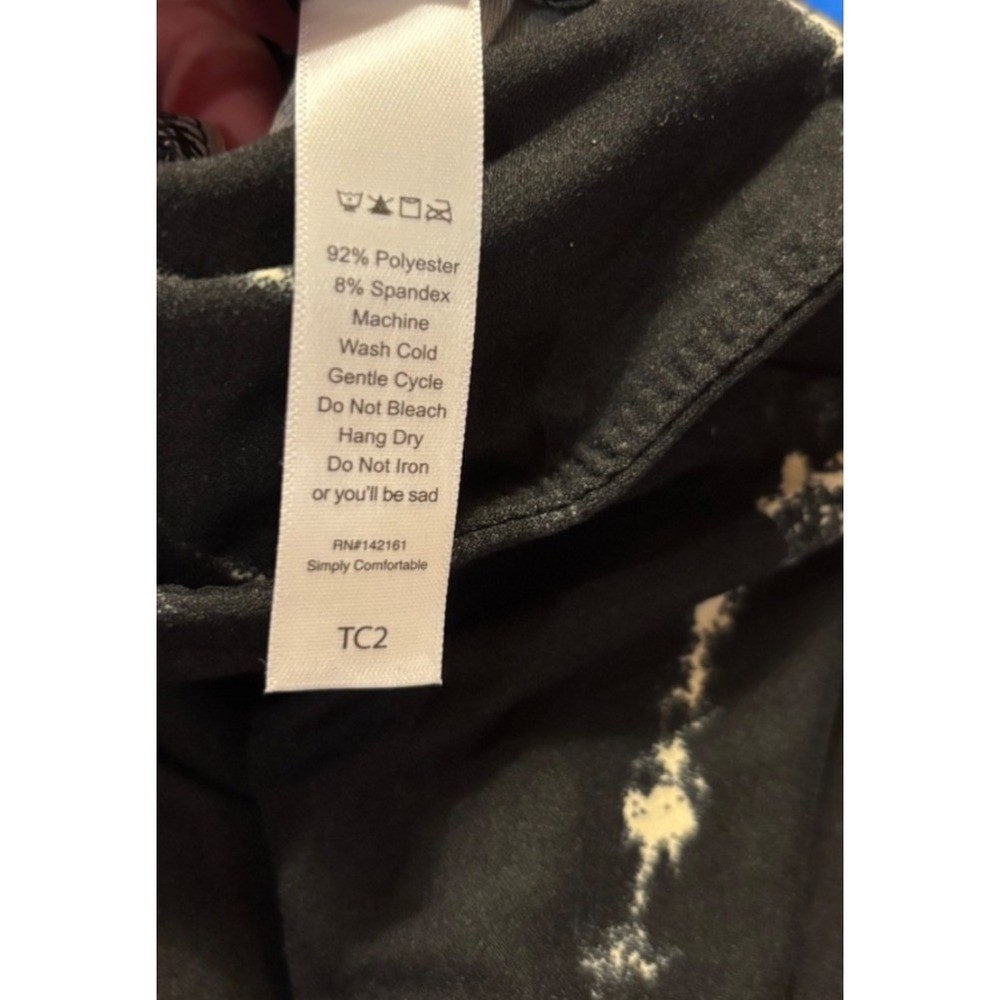 92% Polyester
8% Spandex
Machine
Wash Cold
Gentle Cycle
Do Not Bleach
Hang Dry
Do Not Iron
or you'll be sad
RN#142161
Simply Comfortable
TC2